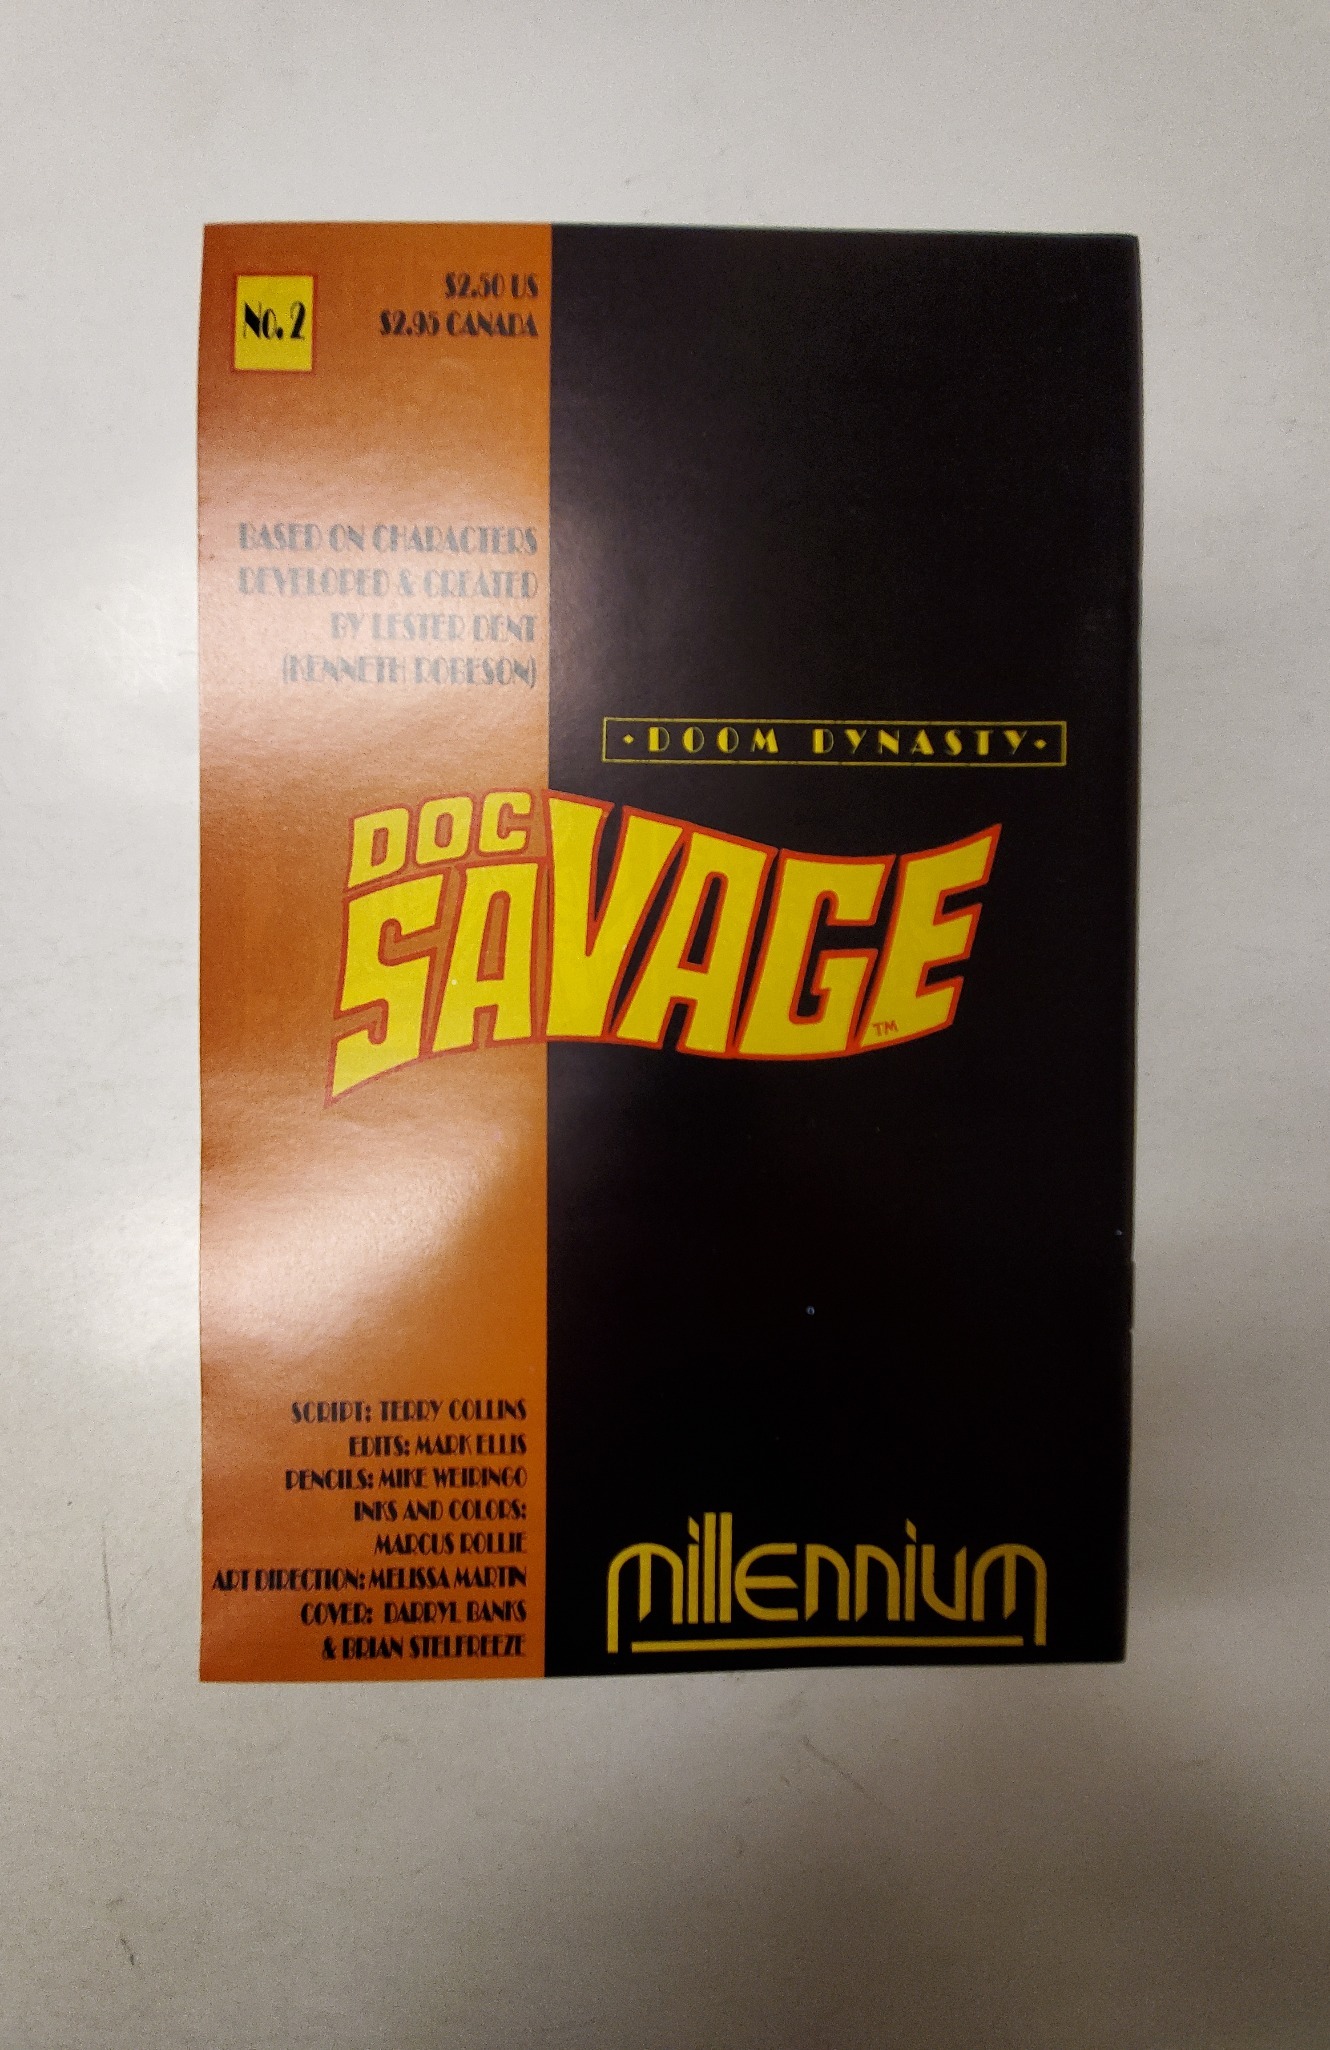 No. 2
$2.50 US
$2.95 CANADA
BASED ON CHARACTERS
DEVELOPED & CREATED
BY LESTER DENT
(KENNETH ROBESON)
• DOOM DYNASTY •
DOC
SAVAGE
TM
SCRIPT: TERRY COLLINS
EDITS: MARK ELLIS
PENCILS: MIKE WEIRINGO
INKS AND COLORS:
MARCUS ROLLIE
ART DIRECTION: MELISSA MARTIN
COVER: DARRYL BANKS
& BRIAN STELFREEZE
millennium